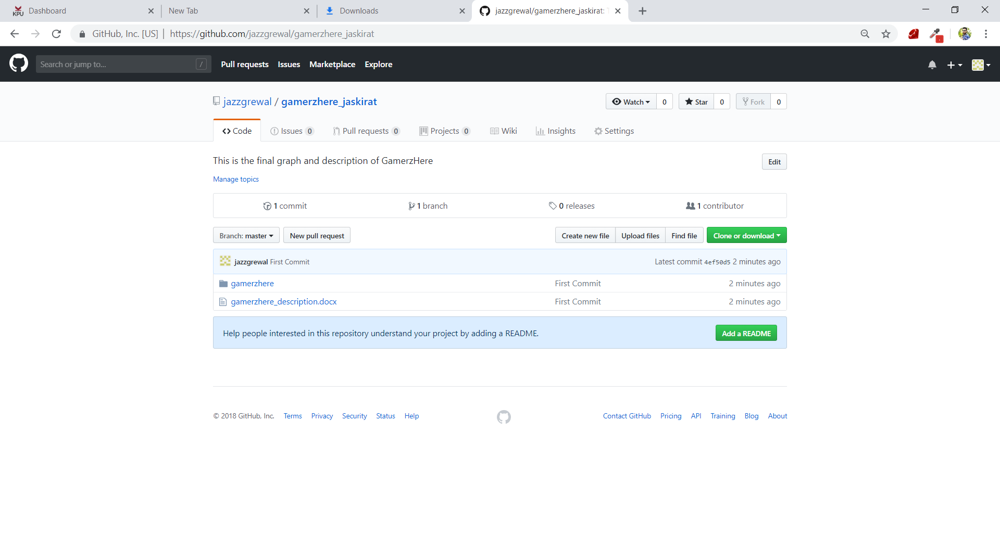 KPU Dashboard New Tab Downloads jazzgrewal/gamerzhere_jaskirat: T
GitHub, Inc. [US] | https://github.com/jazzgrewal/gamerzhere_jaskirat
Search or jump to... / Pull requests Issues Marketplace Explore
jazzgrewal / gamerzhere_jaskirat Watch 0 Star 0 Fork 0
Code Issues 0 Pull requests 0 Projects 0 Wiki Insights Settings
This is the final graph and description of GamerzHere Edit
Manage topics
1 commit 1 branch 0 releases 1 contributor
Branch: master New pull request Create new file Upload files Find file Clone or download
jazzgrewal First Commit Latest commit 4ef50d5 2 minutes ago
gamerzhere First Commit 2 minutes ago
gamerzhere_description.docx First Commit 2 minutes ago
Help people interested in this repository understand your project by adding a README. Add a README
© 2018 GitHub, Inc. Terms Privacy Security Status Help Contact GitHub Pricing API Training Blog About